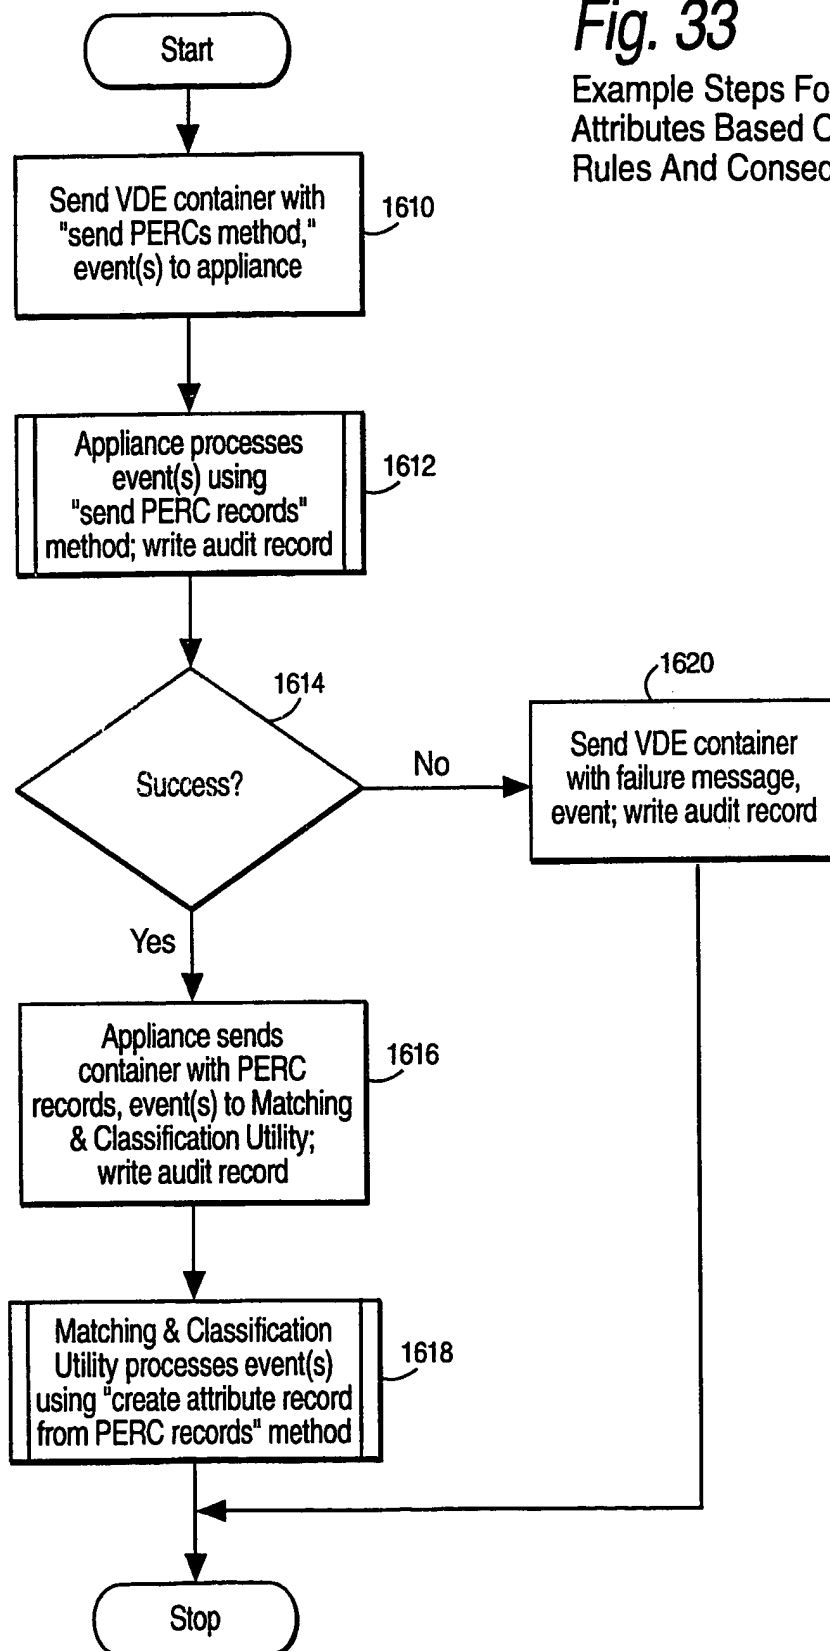 Fig. 33
Example Steps Fo
Attributes Based
Rules And Conseq
Start
Send VDE container with
"send PERCs method,"
event(s) to appliance
1610
Appliance processes
event(s) using
"send PERC records"
method; write audit record
1612
1614
Success?
No
Yes
1620
Send VDE container
with failure message,
event; write audit record
Appliance sends
container with PERC
records, event(s) to Matching
& Classification Utility;
write audit record
1616
Matching & Classification
Utility processes event(s)
using "create attribute record
from PERC records" method
1618
Stop